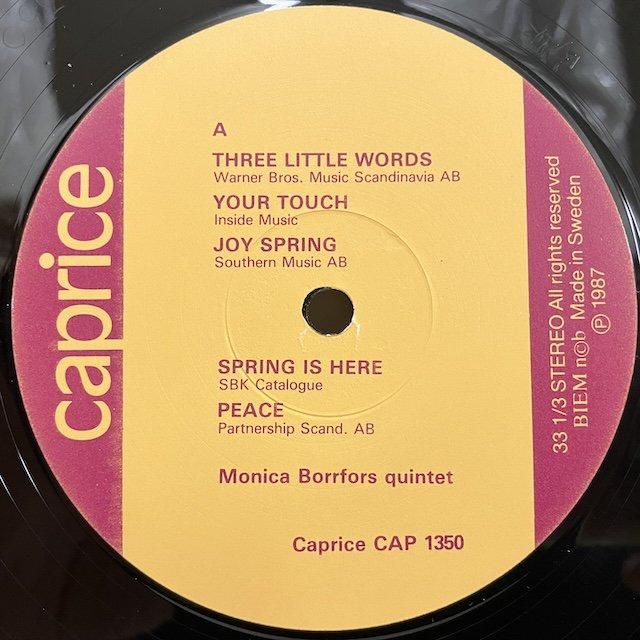 caprice
A
THREE LITTLE WORDS
Warner Bros. Music Scandinavia AB
YOUR TOUCH
Inside Music
JOY SPRING
Southern Music AB
SPRING IS HERE
SBK Catalogue
PEACE
Partnership Scand. AB
Monica Borrfors quintet
Caprice CAP 1350
33 1/3 STEREO All rights reserved
BIEM n©b Made in Sweden
℗ 1987